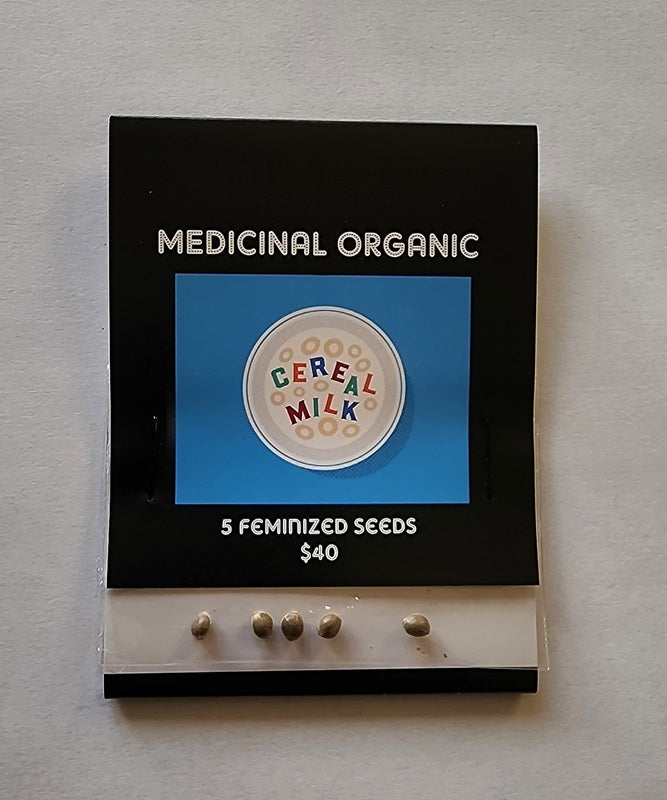 MEDICINAL ORGANIC
CEREAL
MILK
5 FEMINIZED SEEDS
$40